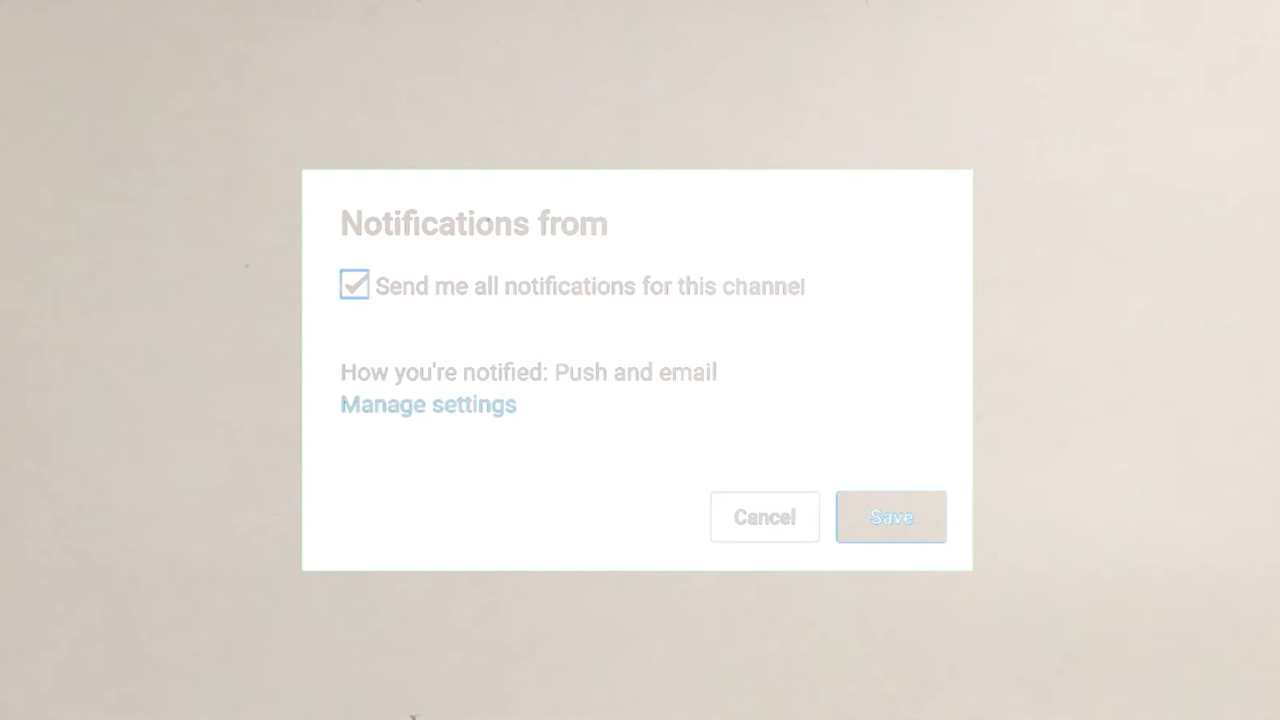 Notifications from
Send me all notifications for this channel
How you're notified: Push and email
Manage settings
Cancel
Save